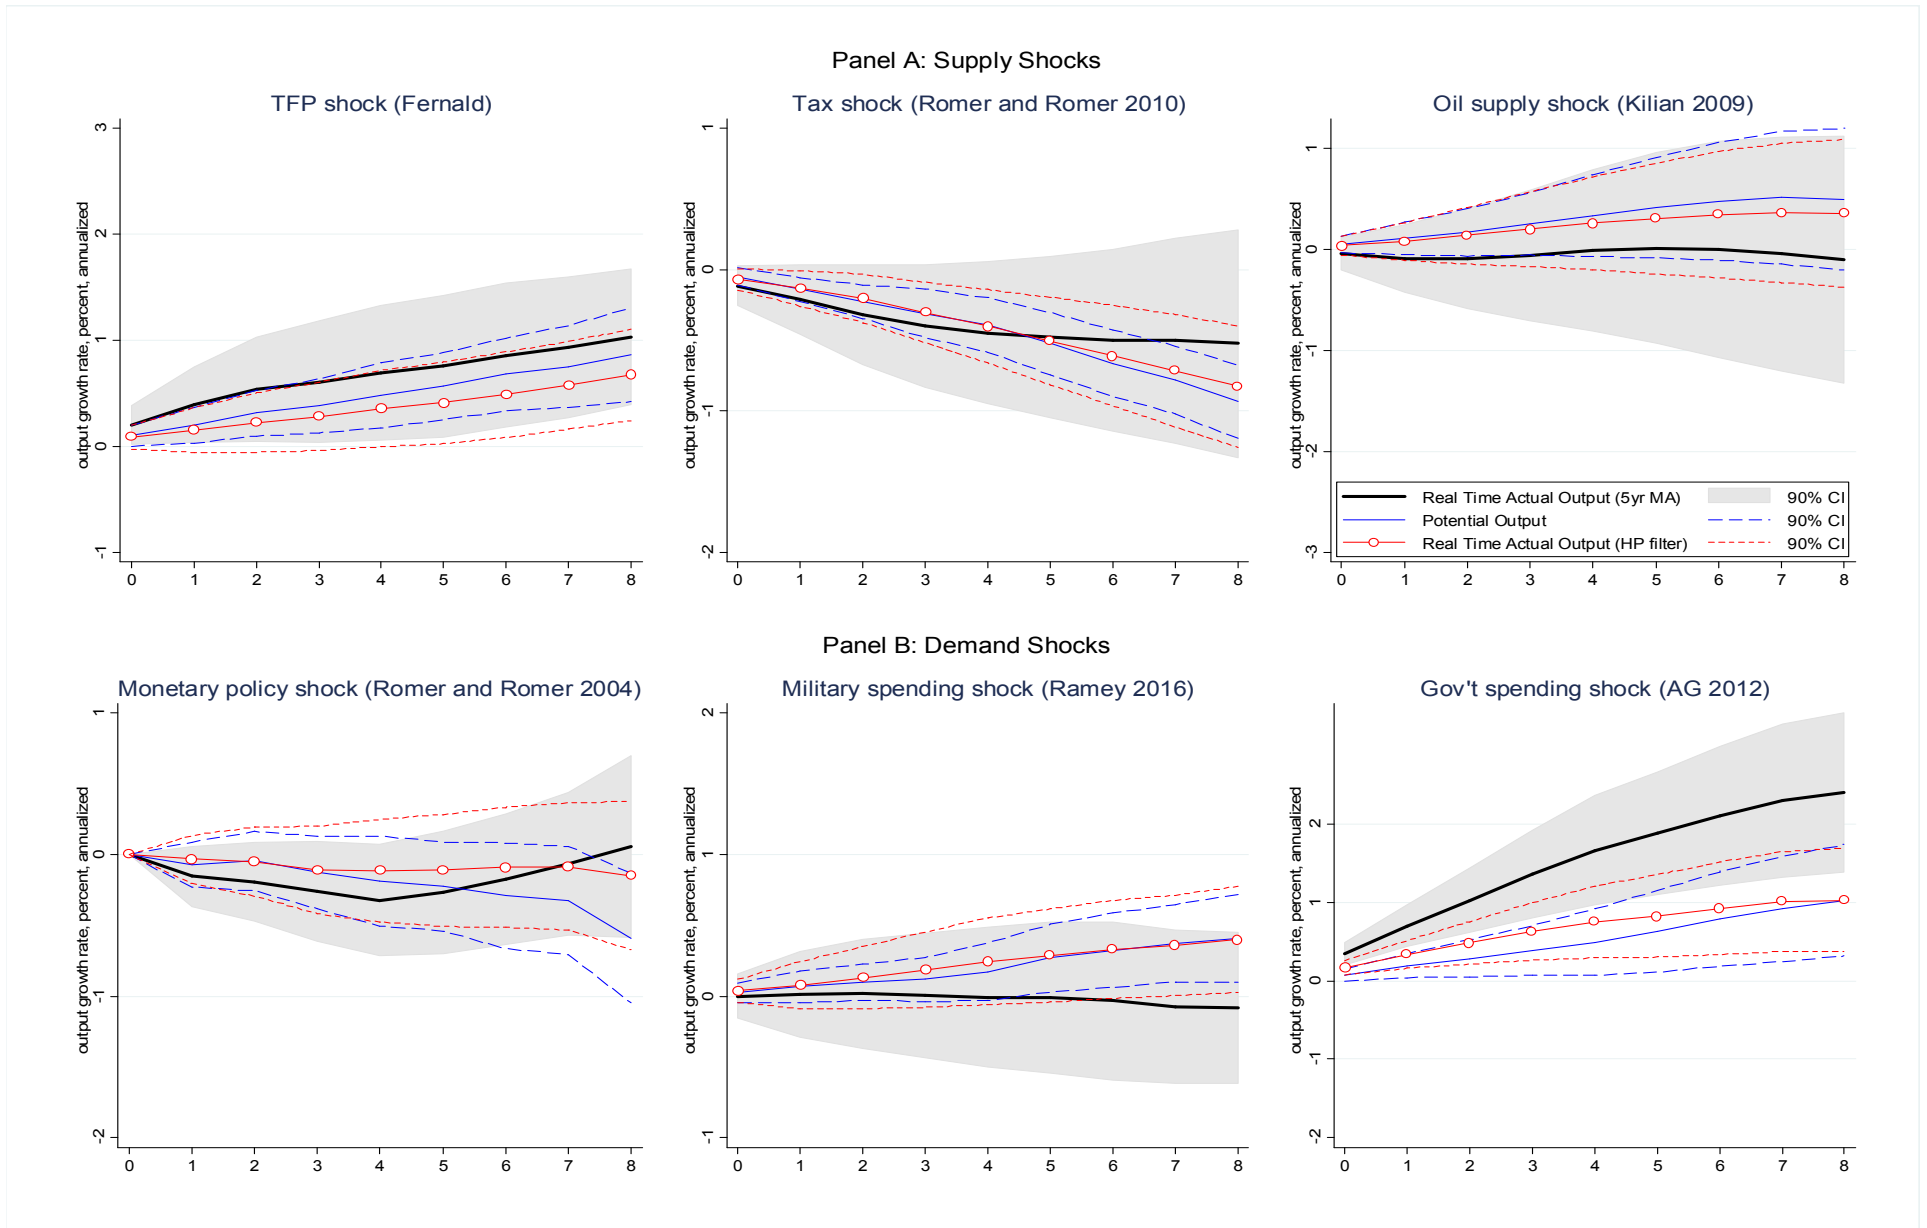 Panel A: Supply Shocks
TFP shock (Fernald)
output growth rate, percent, annualized
3
2
1
0
-1
0 1 2 3 4 5 6 7 8
Tax shock (Romer and Romer 2010)
output growth rate, percent, annualized
1
0
-1
-2
0 1 2 3 4 5 6 7 8
Oil supply shock (Kilian 2009)
output growth rate, percent, annualized
1
0
-1
-2
-3
Real Time Actual Output (5yr MA) 90% CI
Potential Output 90% CI
Real Time Actual Output (HP filter) 90% CI
0 1 2 3 4 5 6 7 8
Panel B: Demand Shocks
Monetary policy shock (Romer and Romer 2004)
output growth rate, percent, annualized
1
0
-1
-2
0 1 2 3 4 5 6 7 8
Military spending shock (Ramey 2016)
output growth rate, percent, annualized
2
1
0
-1
0 1 2 3 4 5 6 7 8
Gov't spending shock (AG 2012)
output growth rate, percent, annualized
2
1
0
-1
-2
0 1 2 3 4 5 6 7 8